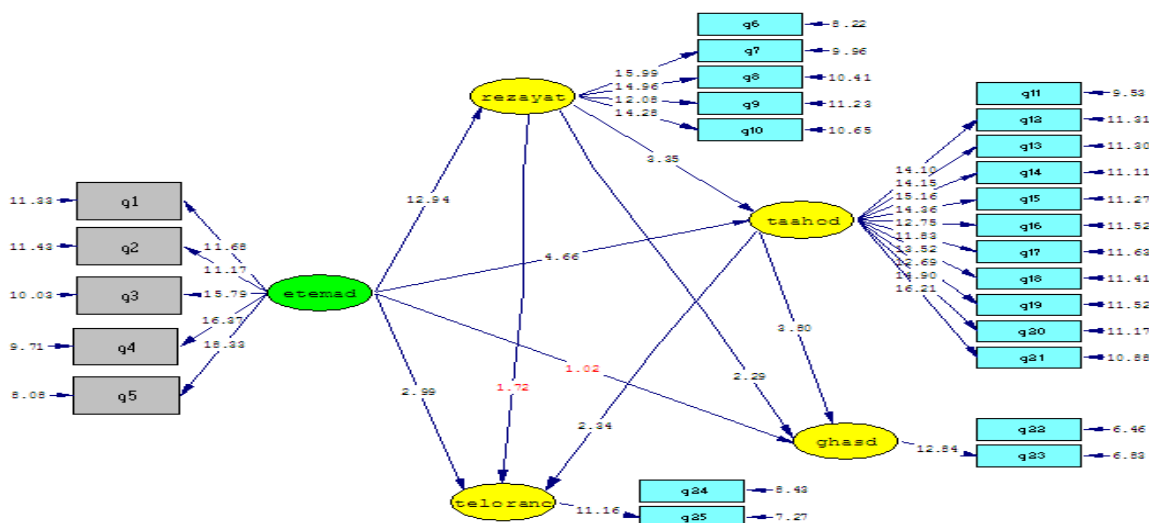 q6
8.22
q7
9.96
15.99
q8
10.41
14.96
q9
11.23
12.08
q10
10.65
14.28
rezayat
q11
9.53
q12
11.31
q13
11.30
q14
11.11
q15
11.27
q16
11.52
q17
11.63
q18
11.41
q19
11.52
q20
11.17
q21
10.88
14.10
14.15
15.16
14.36
12.75
11.83
13.52
12.69
14.90
16.21
taahod
3.35
12.94
4.66
11.33
q1
11.68
11.43
q2
11.17
10.03
q3
15.79
etemad
9.71
q4
16.37
8.08
q5
18.33
2.99
1.72
1.02
2.34
2.29
3.80
ghasd
12.84
q22
6.46
q23
6.83
teloranc
11.16
q24
8.43
q25
7.27